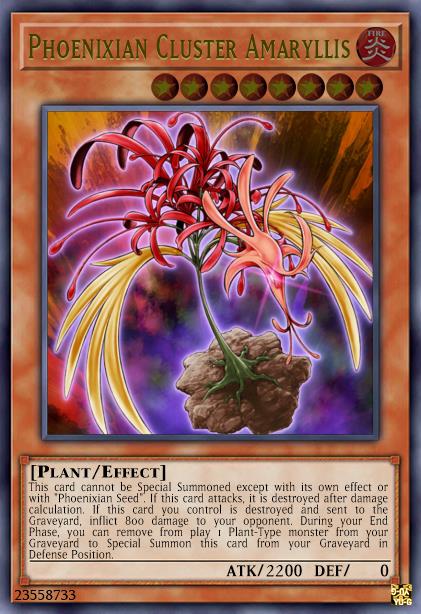 PHOENIXIAN CLUSTER AMARYLLIS
FIRE
炎
[PLANT/EFFECT]
This card cannot be Special Summoned except with its own effect or
with "Phoenixian Seed". If this card attacks, it is destroyed after damage
calculation. If this card you control is destroyed and sent to the
Graveyard, inflict 800 damage to your opponent. During your End
Phase, you can remove from play 1 Plant-Type monster from your
Graveyard to Special Summon this card from your Graveyard in
Defense Position.
ATK/2200 DEF/ 0
23558733